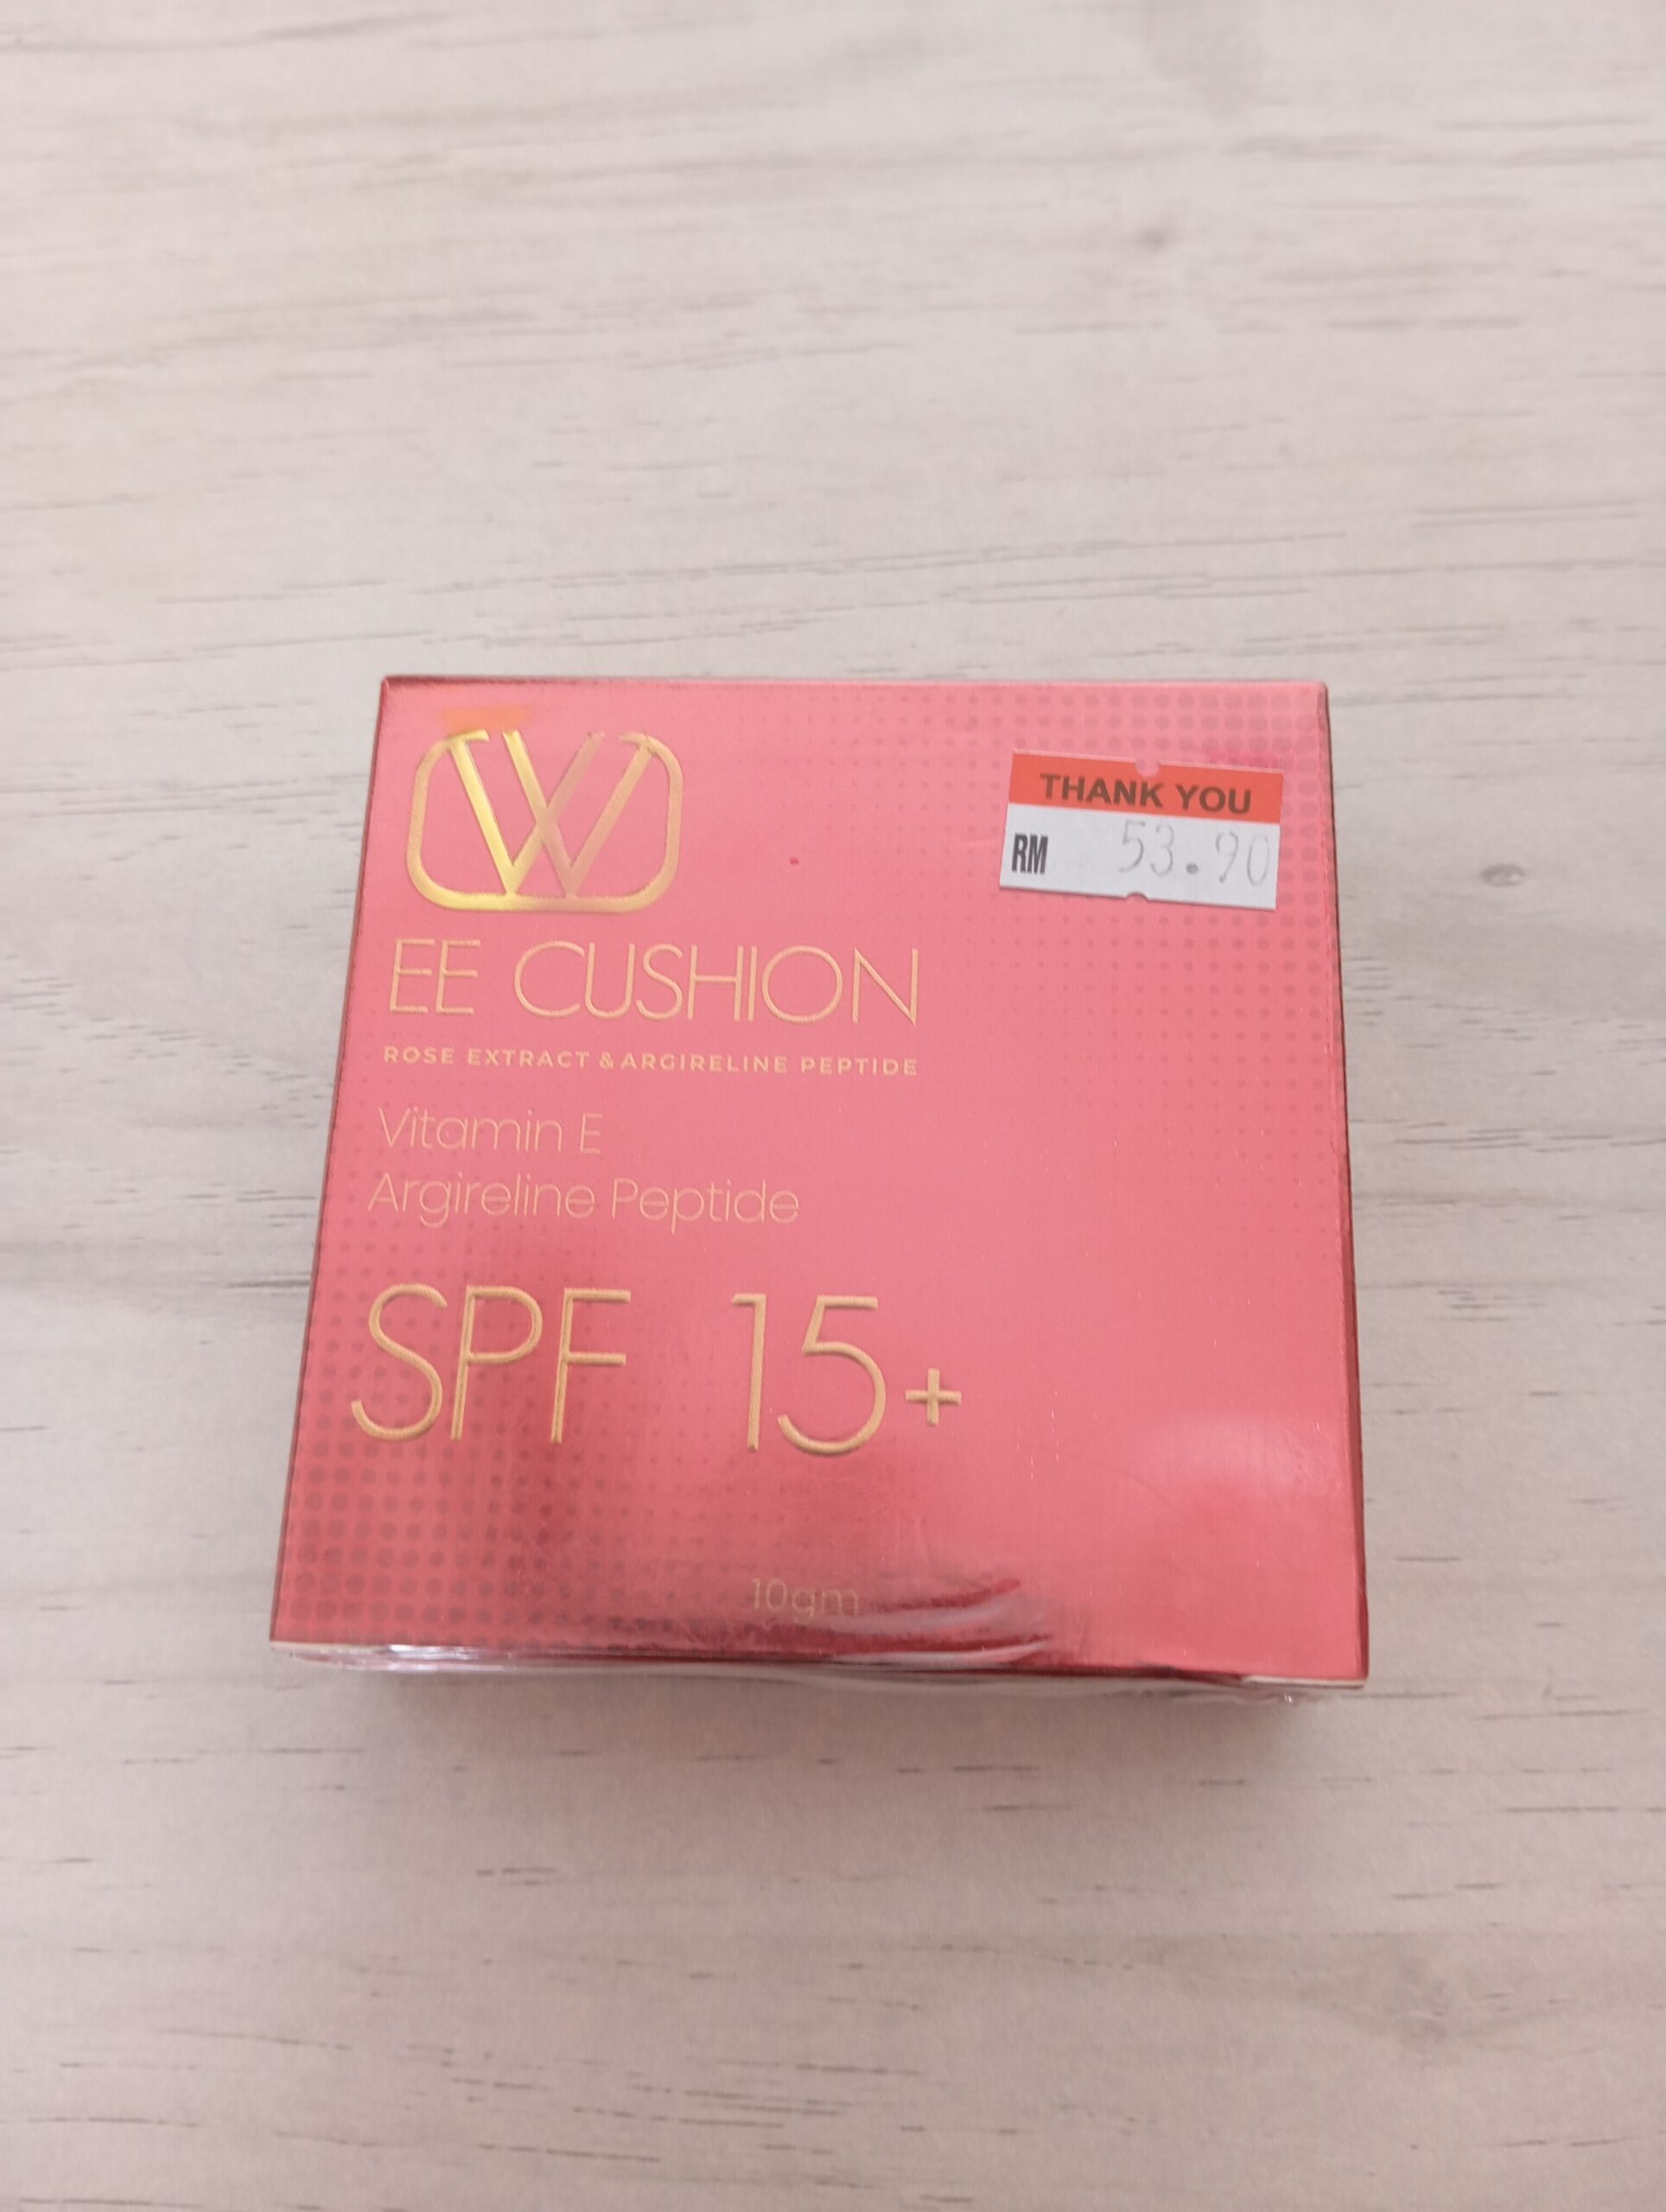 W
THANK YOU
RM 53.90
EE CUSHION
ROSE EXTRACT & ARGIRELINE PEPTIDE
Vitamin E
Argireline Peptide
SPF 15+
10gm